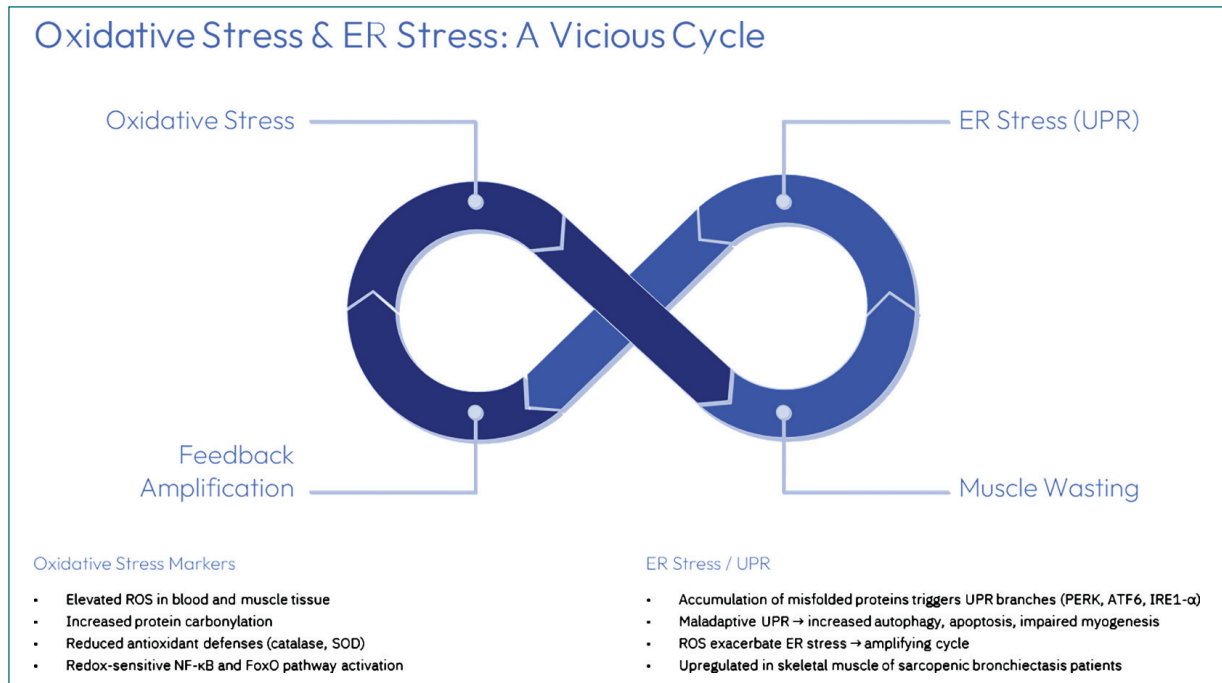 Oxidative Stress & ER Stress: A Vicious Cycle
Oxidative Stress
ER Stress (UPR)
Feedback
Amplification
Muscle Wasting
Oxidative Stress Markers
• Elevated ROS in blood and muscle tissue
• Increased protein carbonylation
• Reduced antioxidant defenses (catalase, SOD)
• Redox-sensitive NF-κB and FoxO pathway activation
ER Stress / UPR
• Accumulation of misfolded proteins triggers UPR branches (PERK, ATF6, IRE1-α)
• Maladaptive UPR → increased autophagy, apoptosis, impaired myogenesis
• ROS exacerbate ER stress → amplifying cycle
• Upregulated in skeletal muscle of sarcopenic bronchiectasis patients